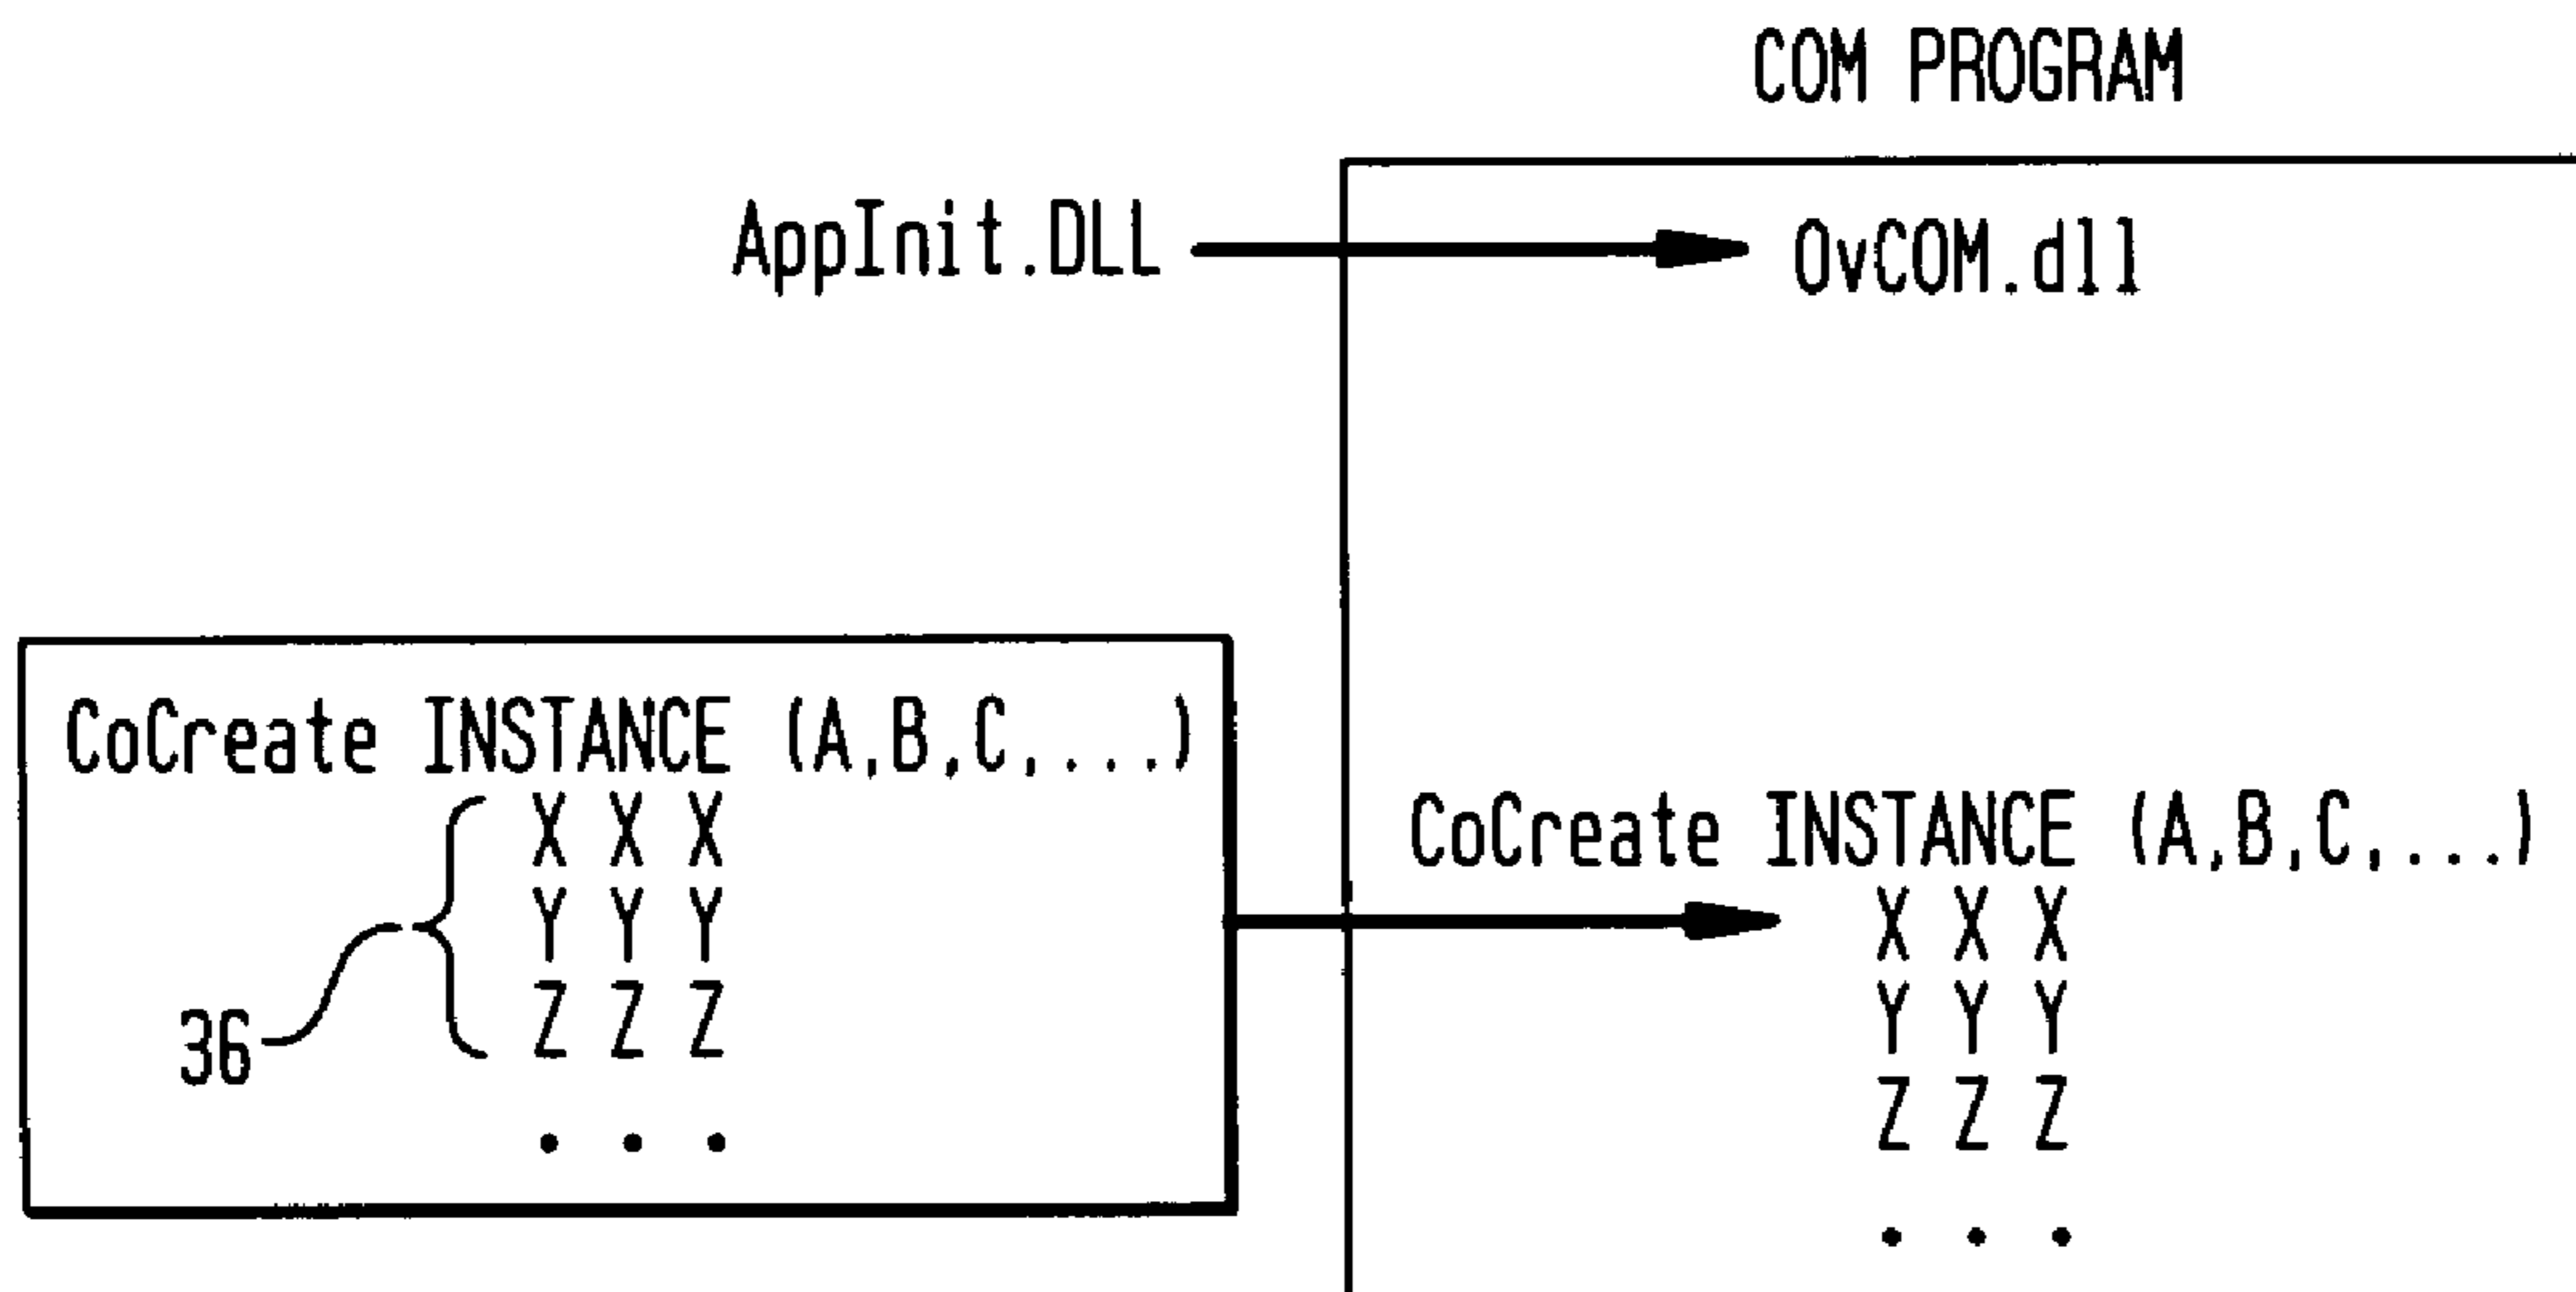 COM PROGRAM
AppInit.DLL
OvCOM.dll
CoCreate INSTANCE (A,B,C,...)
X X X
Y Y Y
Z Z Z
. . .
36
CoCreate INSTANCE (A,B,C,...)
X X X
Y Y Y
Z Z Z
. . .